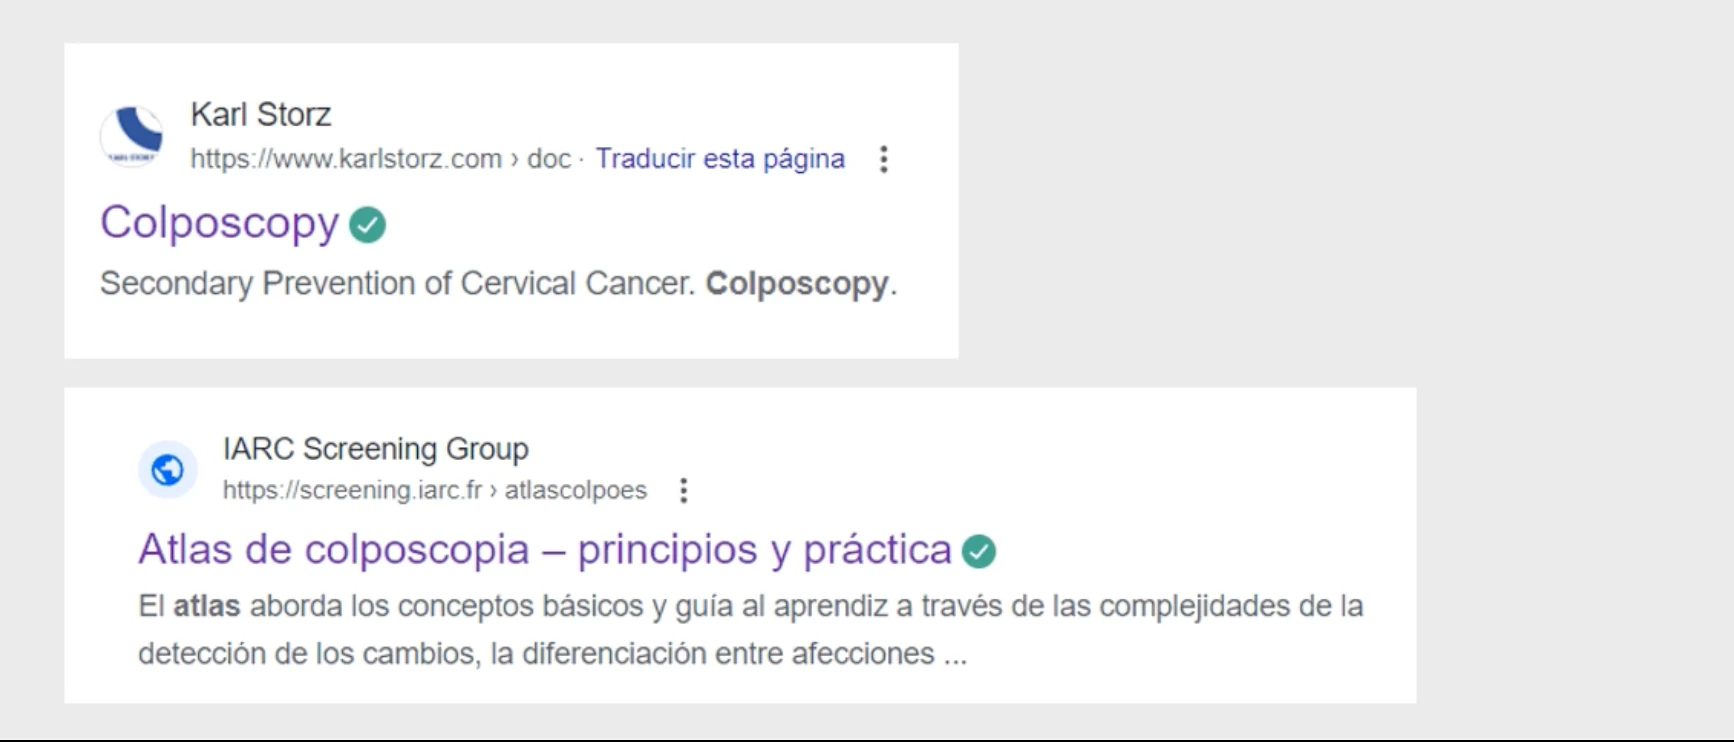 Karl Storz
https://www.karlstorz.com › doc · Traducir esta página
Colposcopy
Secondary Prevention of Cervical Cancer. Colposcopy.
IARC Screening Group
https://screening.iarc.fr › atlascolpoes
Atlas de colposcopia – principios y práctica
El atlas aborda los conceptos básicos y guía al aprendiz a través de las complejidades de la
detección de los cambios, la diferenciación entre afecciones ...